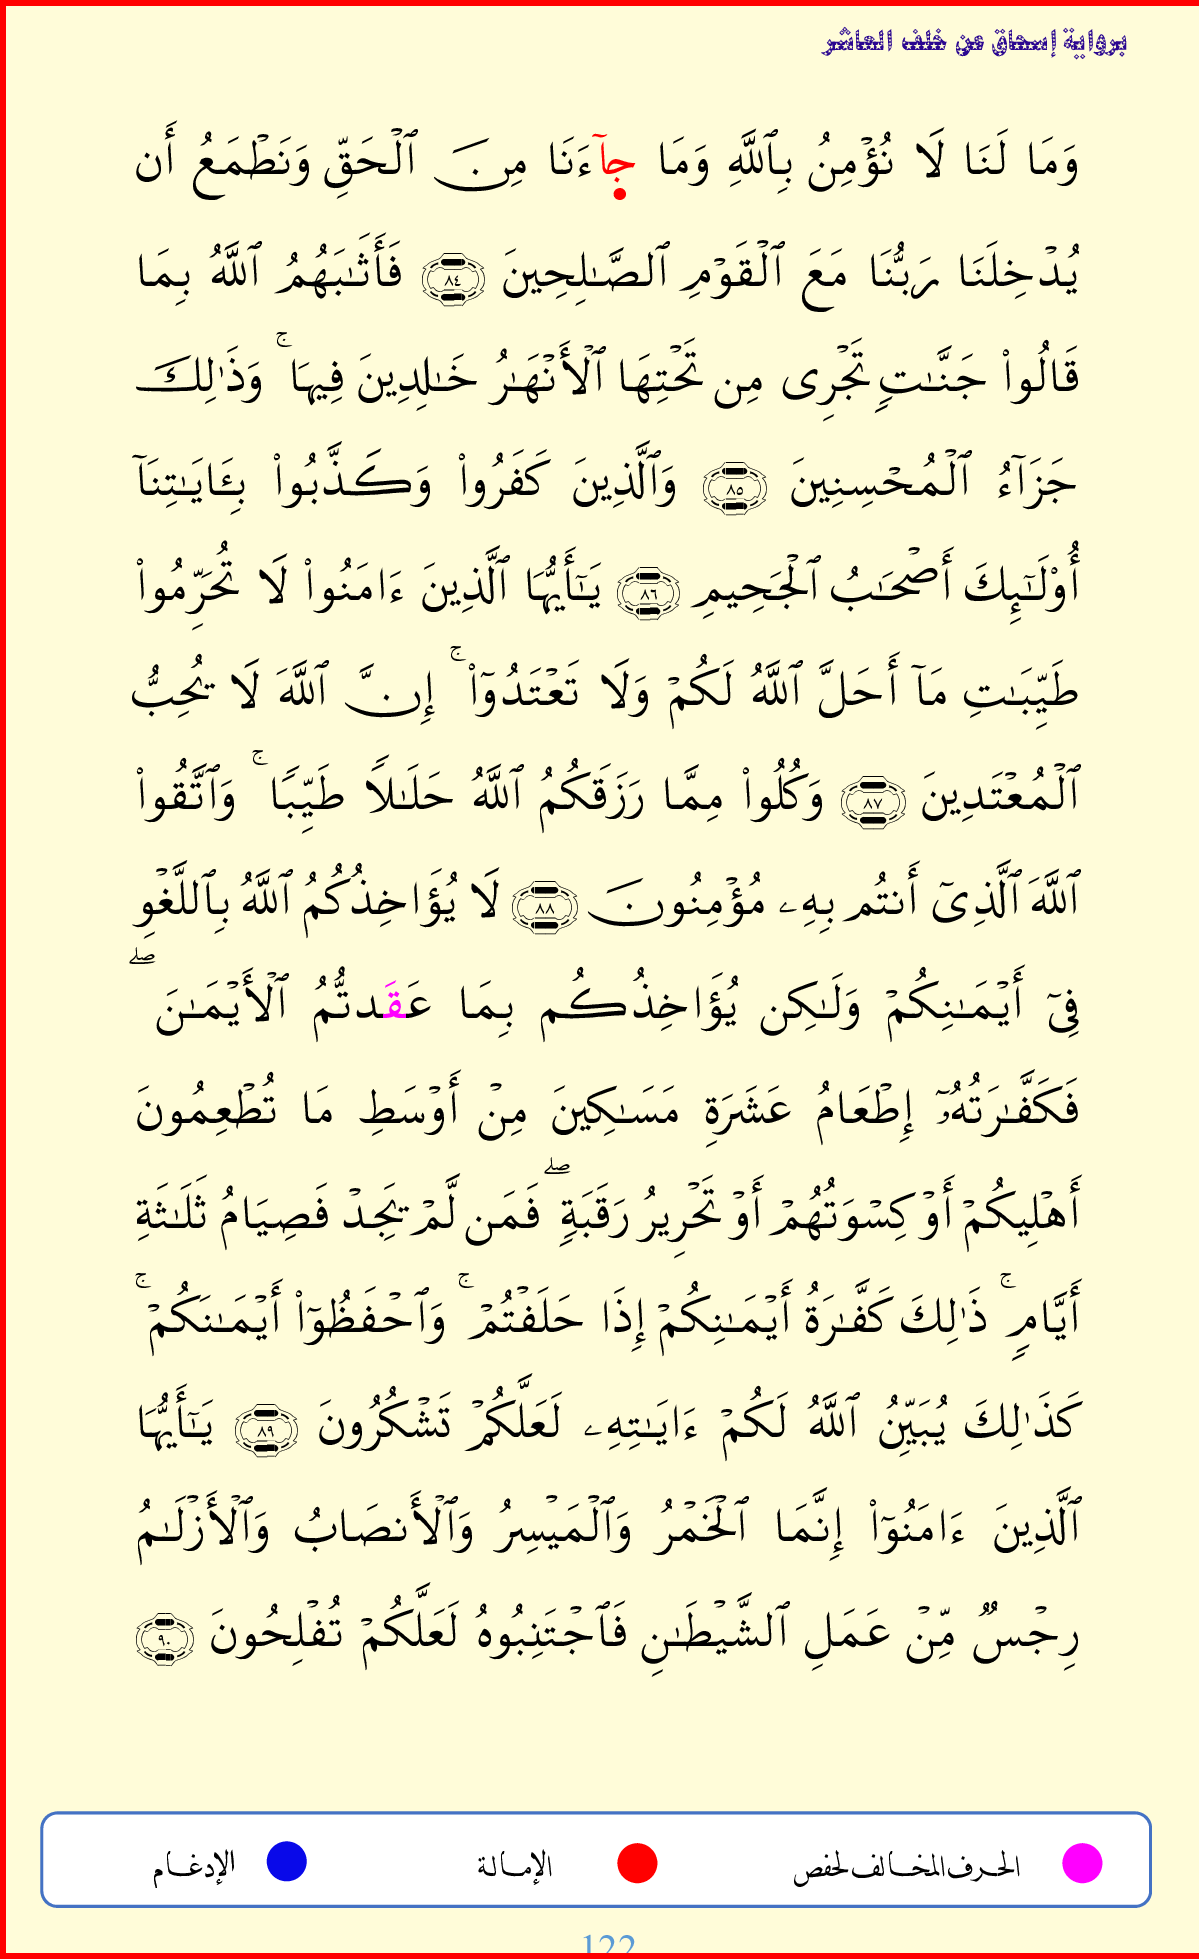 برواية إسحاق عن خلف العاشر
وَمَا لَنَا لَا نُؤۡمِنُ بِٱللَّهِ وَمَا جَآءَنَا مِنَ ٱلۡحَقِّ وَنَطۡمَعُ أَن
يُدۡخِلَنَا رَبُّنَا مَعَ ٱلۡقَوۡمِ ٱلصَّـٰلِحِينَ ٨٤ فَأَثَـٰبَهُمُ ٱللَّهُ بِمَا
قَالُوا۟ جَنَّـٰتٍ تَجۡرِى مِن تَحۡتِهَا ٱلۡأَنۡهَـٰرُ خَـٰلِدِينَ فِيهَا ۚ وَذَٰلِكَ
جَزَآءُ ٱلۡمُحۡسِنِينَ ٨٥ وَٱلَّذِينَ كَفَرُوا۟ وَكَذَّبُوا۟ بِـَٔايَـٰتِنَآ
أُو۟لَـٰٓئِكَ أَصۡحَـٰبُ ٱلۡجَحِيمِ ٨٦ يَـٰٓأَيُّهَا ٱلَّذِينَ ءَامَنُوا۟ لَا تُحَرِّمُوا۟
طَيِّبَـٰتِ مَآ أَحَلَّ ٱللَّهُ لَكُمۡ وَلَا تَعۡتَدُوٓا۟ ۚ إِنَّ ٱللَّهَ لَا يُحِبُّ
ٱلۡمُعۡتَدِينَ ٨٧ وَكُلُوا۟ مِمَّا رَزَقَكُمُ ٱللَّهُ حَلَـٰلًا طَيِّبًا ۚ وَٱتَّقُوا۟
ٱللَّهَ ٱلَّذِىٓ أَنتُم بِهِۦ مُؤۡمِنُونَ ٨٨ لَا يُؤَاخِذُكُمُ ٱللَّهُ بِٱللَّغۡوِ
فِىٓ أَيۡمَـٰنِكُمۡ وَلَـٰكِن يُؤَاخِذُكُم بِمَا عَقَدتُّمُ ٱلۡأَيۡمَـٰنَ ۖ
فَكَفَّـٰرَتُهُۥٓ إِطۡعَامُ عَشَرَةِ مَسَـٰكِينَ مِنۡ أَوۡسَطِ مَا تُطۡعِمُونَ
أَهۡلِيكُمۡ أَوۡ كِسۡوَتُهُمۡ أَوۡ تَحۡرِيرُ رَقَبَةٍ ۖ فَمَن لَّمۡ يَجِدۡ فَصِيَامُ ثَلَـٰثَةِ
أَيَّامٍ ۚ ذَٰلِكَ كَفَّـٰرَةُ أَيۡمَـٰنِكُمۡ إِذَا حَلَفۡتُمۡ ۚ وَٱحۡفَظُوٓا۟ أَيۡمَـٰنَكُمۡ ۚ
كَذَٰلِكَ يُبَيِّنُ ٱللَّهُ لَكُمۡ ءَايَـٰتِهِۦ لَعَلَّكُمۡ تَشۡكُرُونَ ٨٩ يَـٰٓأَيُّهَا
ٱلَّذِينَ ءَامَنُوٓا۟ إِنَّمَا ٱلۡخَمۡرُ وَٱلۡمَيۡسِرُ وَٱلۡأَنصَابُ وَٱلۡأَزۡلَـٰمُ
رِجۡسٌ مِّنۡ عَمَلِ ٱلشَّيۡطَـٰنِ فَٱجۡتَنِبُوهُ لَعَلَّكُمۡ تُفۡلِحُونَ ٩٠
الحرف المخالف لحفص الإمالة الإدغام
122